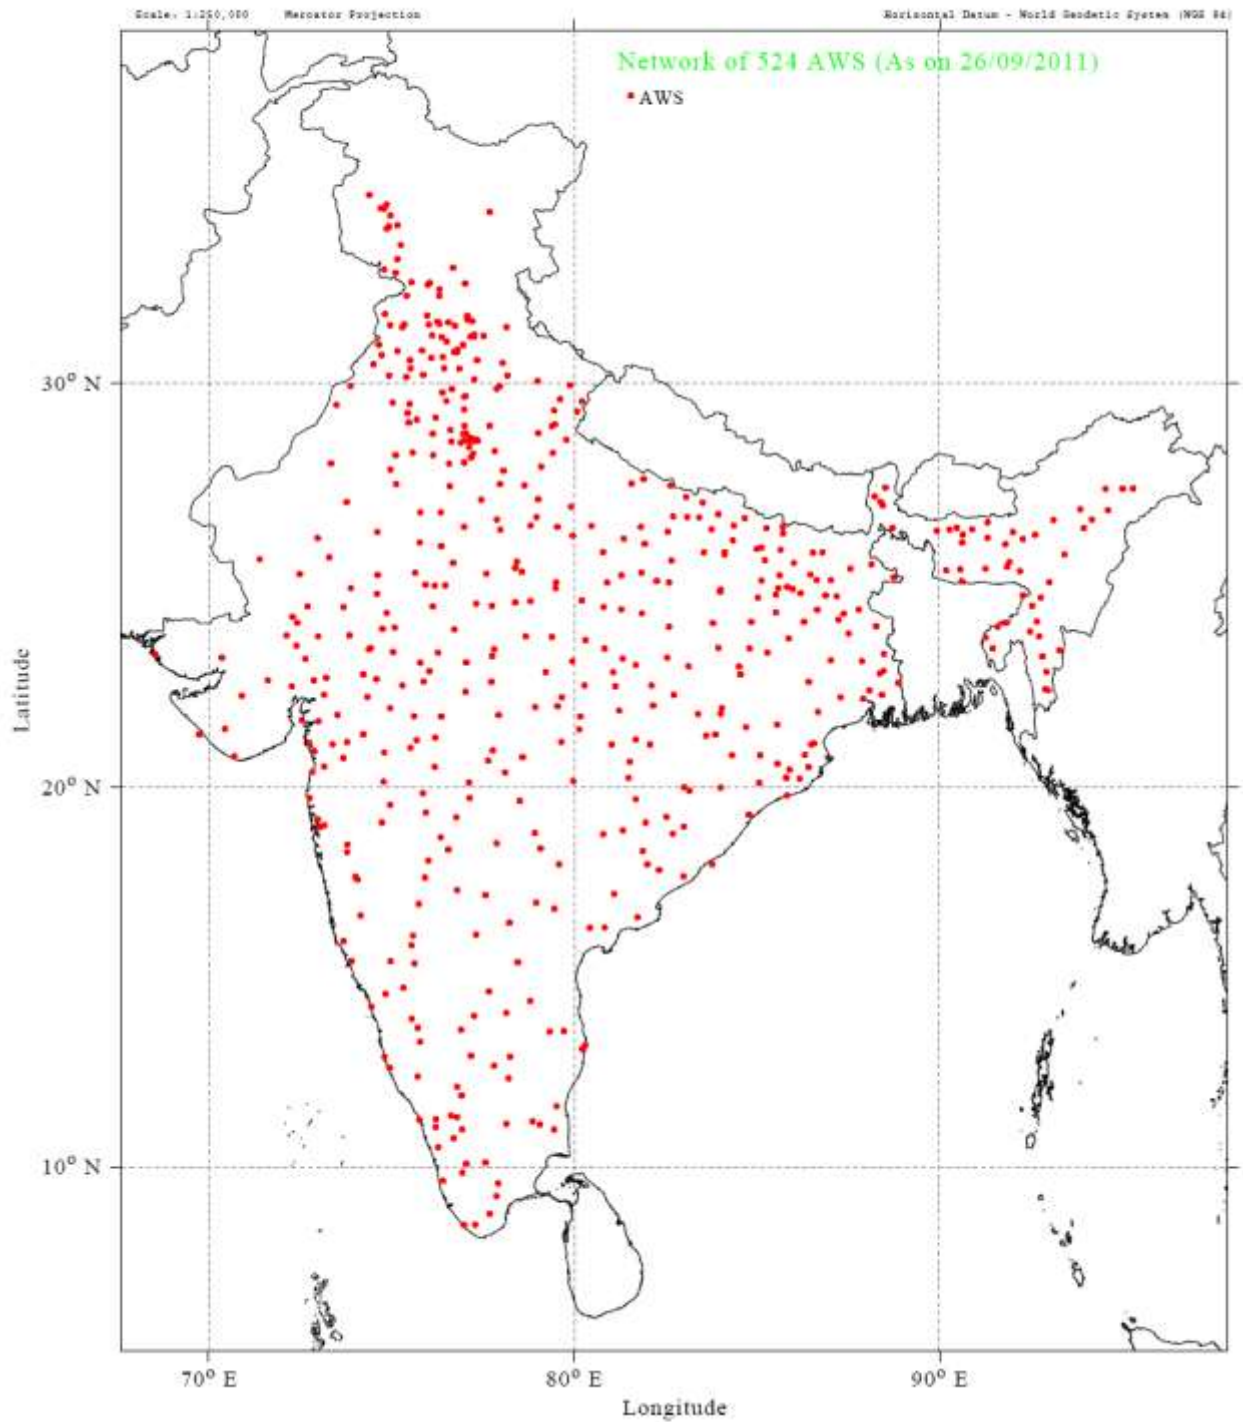 Scale: 1:250,000 Mercator Projection Horizontal Datum - World Geodetic System (WGS 84)
Network of 524 AWS (As on 26/09/2011)
AWS
30° N
Latitude
20° N
10° N
70° E 80° E 90° E
Longitude